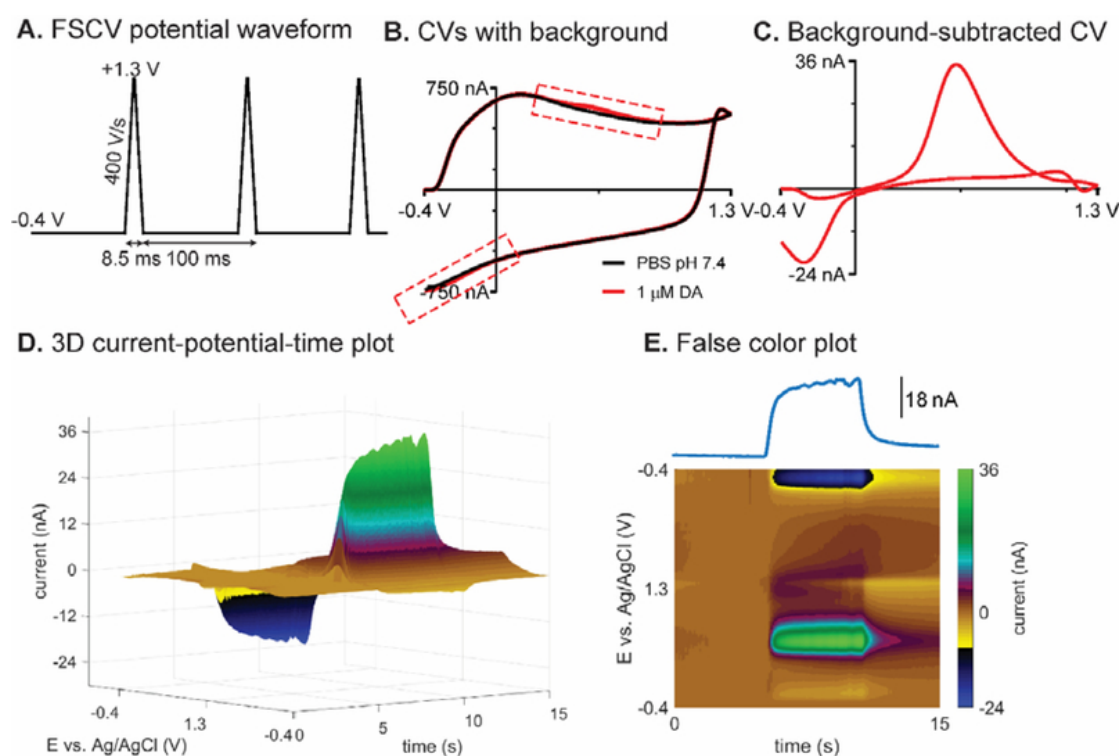 A. FSCV potential waveform
+1.3 V
400 V/s
-0.4 V
8.5 ms 100 ms
B. CVs with background
750 nA
-0.4 V
1.3 V
-750 nA
PBS pH 7.4
1 μM DA
C. Background-subtracted CV
36 nA
-0.4 V
1.3 V
-24 nA
D. 3D current-potential-time plot
36
24
12
0
-12
-24
current (nA)
-0.4
1.3
-0.4
E vs. Ag/AgCl (V)
0
5
10
15
time (s)
E. False color plot
18 nA
-0.4
1.3
-0.4
E vs. Ag/AgCl (V)
0
15
time (s)
36
0
-24
current (nA)